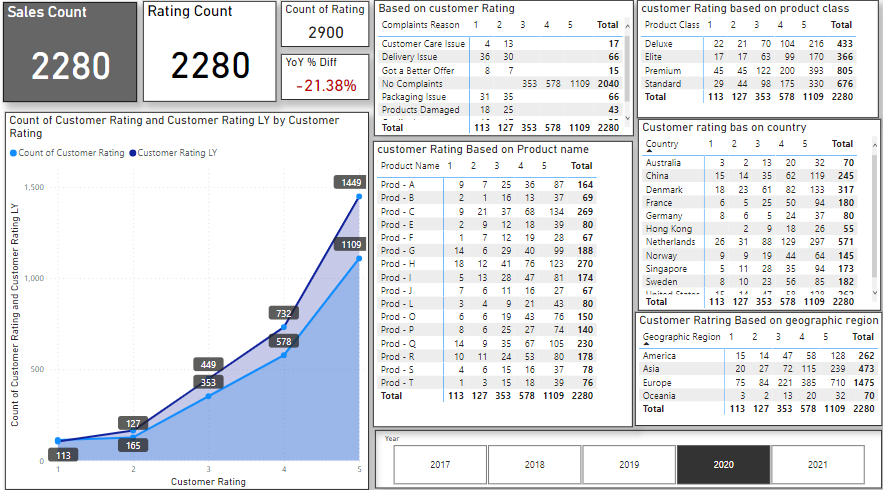 Sales Count
2280
Rating Count
2280
Count of Rating
2900
YoY % Diff
-21.38%
Count of Customer Rating and Customer Rating LY by Customer
Rating
Count of Customer Rating Customer Rating LY
Count of Customer Rating and Customer Rating LY
1,500
1,000
500
0
1449
1109
732
578
449
353
127
165
113
1 2 3 4 5
Customer Rating
Based on customer Rating
Complaints Reason 1 2 3 4 5 Total
Customer Care Issue 4 13 17
Delivery Issue 36 30 66
Got a Better Offer 8 7 15
No Complaints 353 578 1109 2040
Packaging Issue 31 35 66
Products Damaged 18 25 43
Total 113 127 353 578 1109 2280
customer Rating Based on Product name
Product Name 1 2 3 4 5 Total
Prod - A 9 7 25 36 87 164
Prod - B 2 1 16 13 37 69
Prod - C 9 21 37 68 134 269
Prod - E 2 9 12 18 39 80
Prod - F 1 7 12 19 28 67
Prod - G 14 6 29 40 99 188
Prod - H 18 12 41 76 123 270
Prod - I 5 13 28 47 81 174
Prod - J 7 6 11 16 27 67
Prod - L 3 4 9 21 43 80
Prod - O 6 6 19 43 76 150
Prod - P 8 6 25 27 74 140
Prod - Q 14 9 35 67 105 230
Prod - R 10 11 24 53 80 178
Prod - S 4 6 15 16 37 78
Prod - T 1 3 15 18 39 76
Total 113 127 353 578 1109 2280
customer Rating based on product class
Product Class 1 2 3 4 5 Total
Deluxe 22 21 70 104 216 433
Elite 17 17 63 99 170 366
Premium 45 45 122 200 393 805
Standard 29 44 98 175 330 676
Total 113 127 353 578 1109 2280
Customer rating bas on country
Country 1 2 3 4 5 Total
Australia 3 2 13 20 32 70
China 15 14 35 62 119 245
Denmark 18 23 61 82 133 317
France 6 5 25 50 94 180
Germany 8 6 5 24 37 80
Hong Kong 2 9 18 26 55
Netherlands 26 31 88 129 297 571
Norway 9 9 19 44 64 145
Singapore 5 11 28 35 94 173
Sweden 8 10 23 56 85 182
United States 15 14 47 58 128 262
Total 113 127 353 578 1109 2280
Customer Ratring Based on geographic region
Geographic Region 1 2 3 4 5 Total
America 15 14 47 58 128 262
Asia 20 27 72 115 239 473
Europe 75 84 221 385 710 1475
Oceania 3 2 13 20 32 70
Total 113 127 353 578 1109 2280
Year
2017 2018 2019 2020 2021